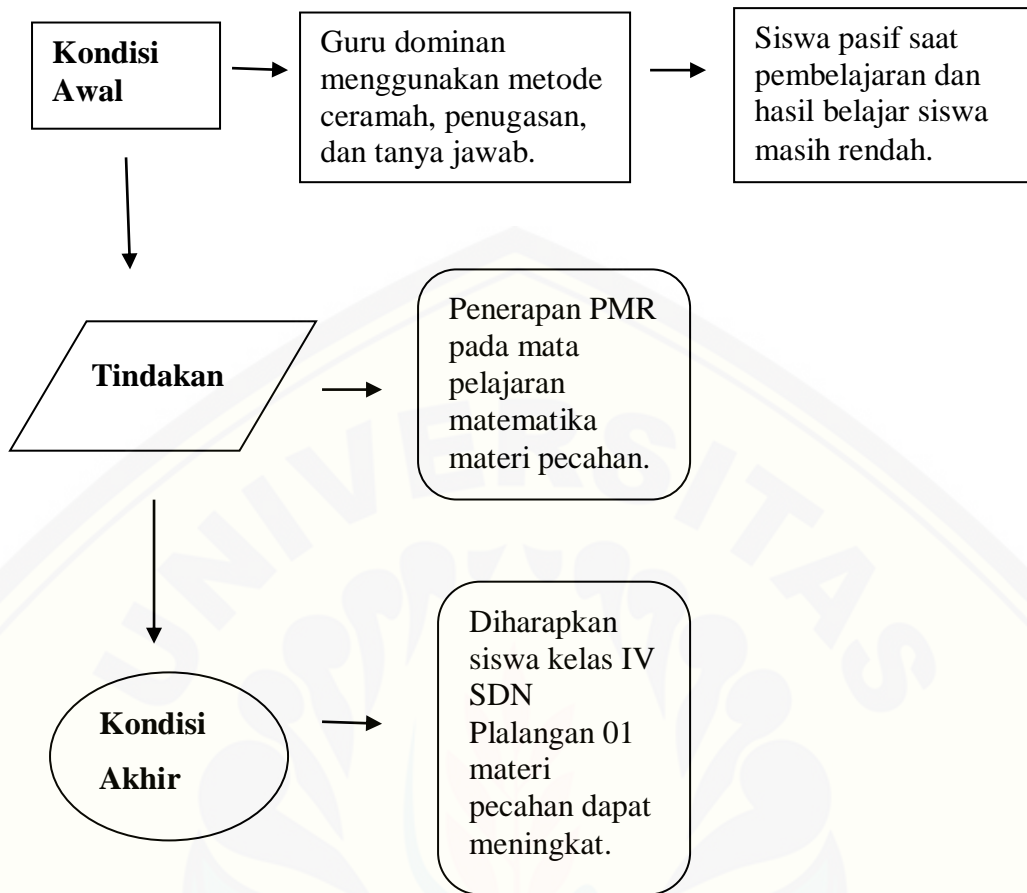 Kondisi
Awal
Guru dominan
menggunakan metode
ceramah, penugasan,
dan tanya jawab.
Siswa pasif saat
pembelajaran dan
hasil belajar siswa
masih rendah.
Tindakan
Penerapan PMR
pada mata
pelajaran
matematika
materi pecahan.
Kondisi
Akhir
Diharapkan
siswa kelas IV
SDN
Plalangan 01
materi
pecahan dapat
meningkat.
UNIVERSITAS